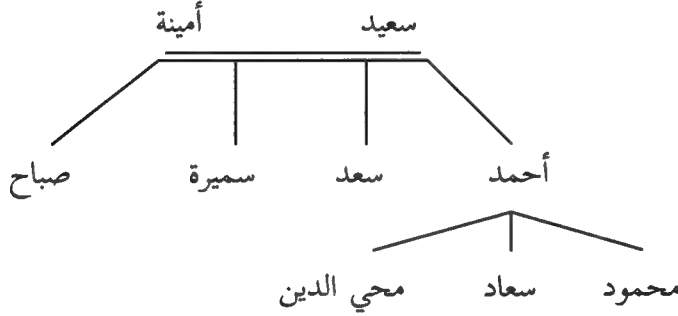 سعيد أمينة
أحمد سعد سميرة صباح
محمود سعاد محي الدين